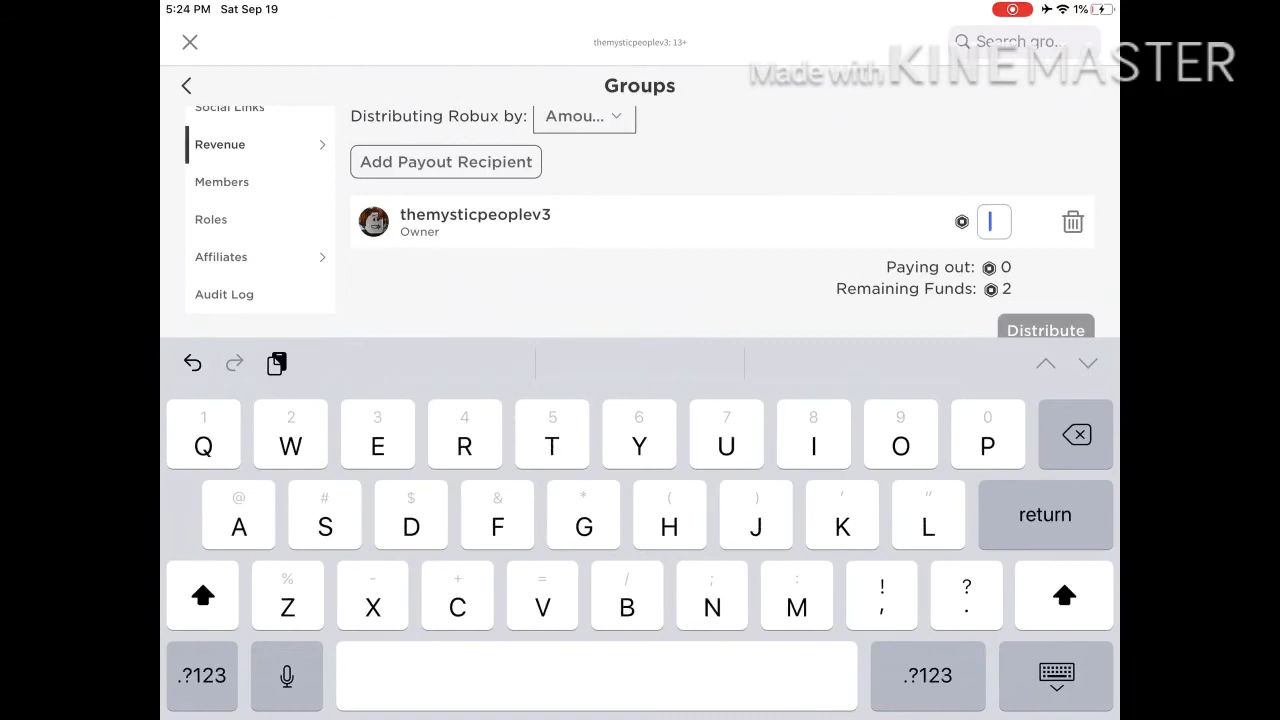 5:24 PM Sat Sep 19
1%
themysticpeoplev3: 13+
Search gro...
Made with KINEMASTER
Groups
Social Links
Distributing Robux by: Amou...
Revenue
Add Payout Recipient
Members
themysticpeoplev3
Owner
Roles
Affiliates
Paying out: 0
Remaining Funds: 2
Audit Log
Distribute
1 2 3 4 5 6 7 8 9 0
Q W E R T Y U I O P
@ # $ & * ( ) ' "
A S D F G H J K L return
% - + = / ; : ! ?
Z X C V B N M , .
.?123 .?123